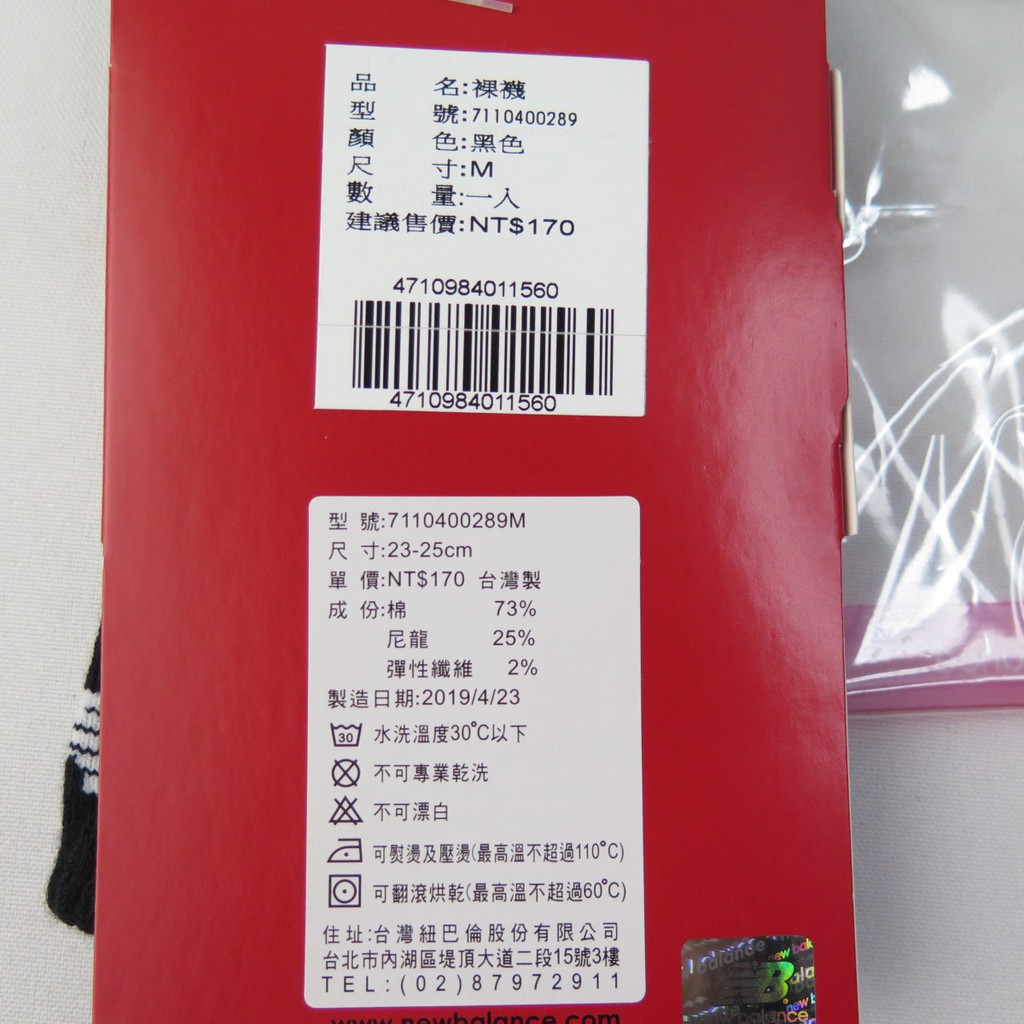 品 名:裸襪
型 號:7110400289
顏 色:黑色
尺 寸:M
數 量:一入
建議售價:NT$170
4710984011560
4710984011560
型 號:7110400289M
尺 寸:23-25cm
單 價:NT$170 台灣製
成 份:棉 73%
尼龍 25%
彈性纖維 2%
製造日期:2019/4/23
30 水洗溫度30°C以下
不可專業乾洗
不可漂白
可熨燙及壓燙(最高溫不超過110°C)
可翻滾烘乾(最高溫不超過60°C)
住址:台灣紐巴倫股份有限公司
台北市內湖區堤頂大道二段15號3樓
TEL:(02)87972911
www.newbalance.com
balance
new bal
NB
new b
balance